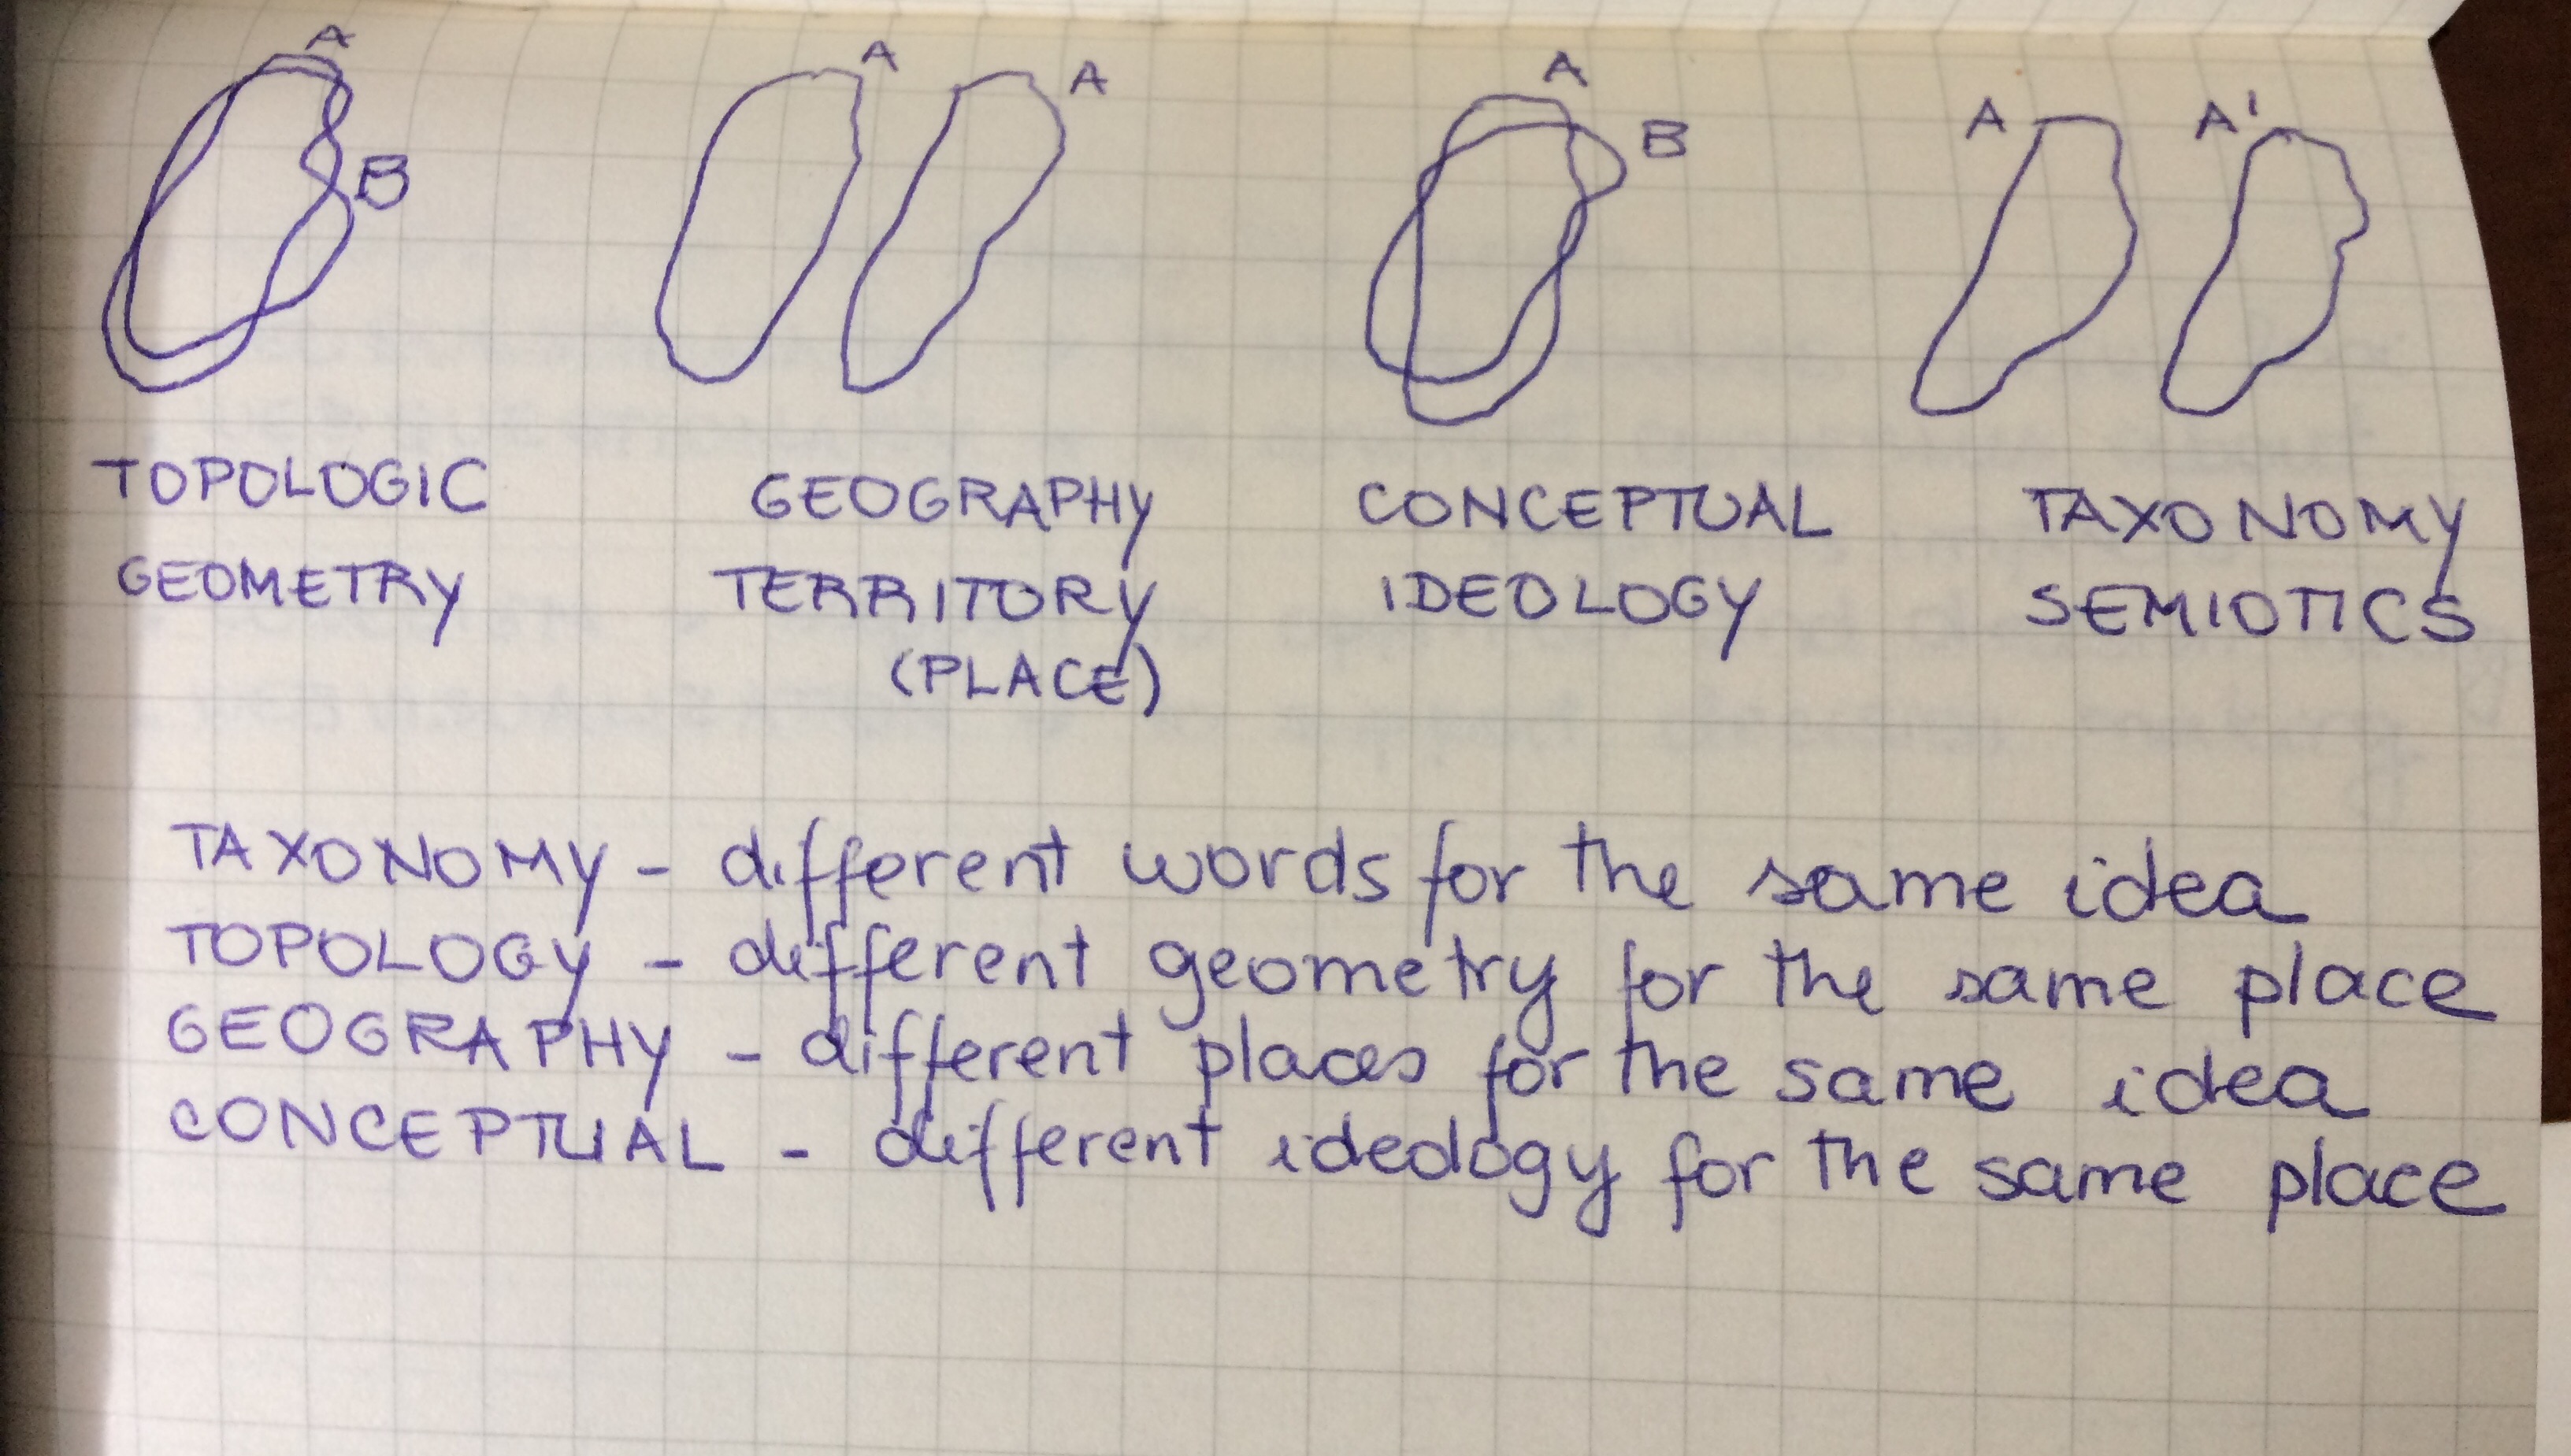 A
B
A A
A
B
A A'
TOPOLOGIC
GEOMETRY
GEOGRAPHY
TERRITORY
(PLACE)
CONCEPTUAL
IDEOLOGY
TAXONOMY
SEMIOTICS
TAXONOMY - different words for the same idea
TOPOLOGY - different geometry for the same place
GEOGRAPHY - different places for the same idea
CONCEPTUAL - different ideology for the same place